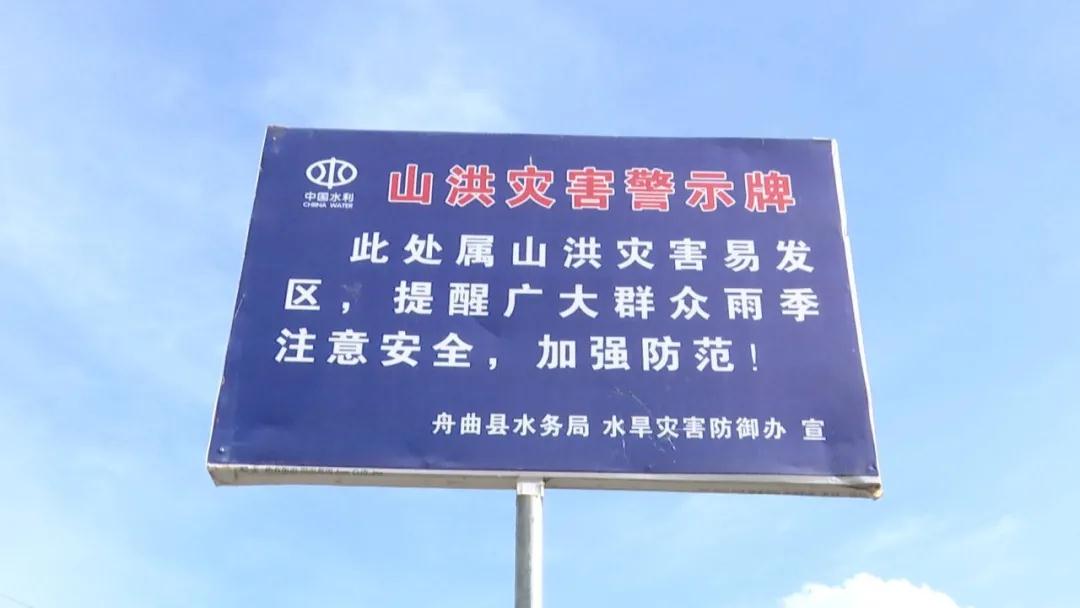 中国水利
CHINA WATER
山洪灾害警示牌
此处属山洪灾害易发
区，提醒广大群众雨季
注意安全，加强防范！
舟曲县水务局 水旱灾害防御办 宣